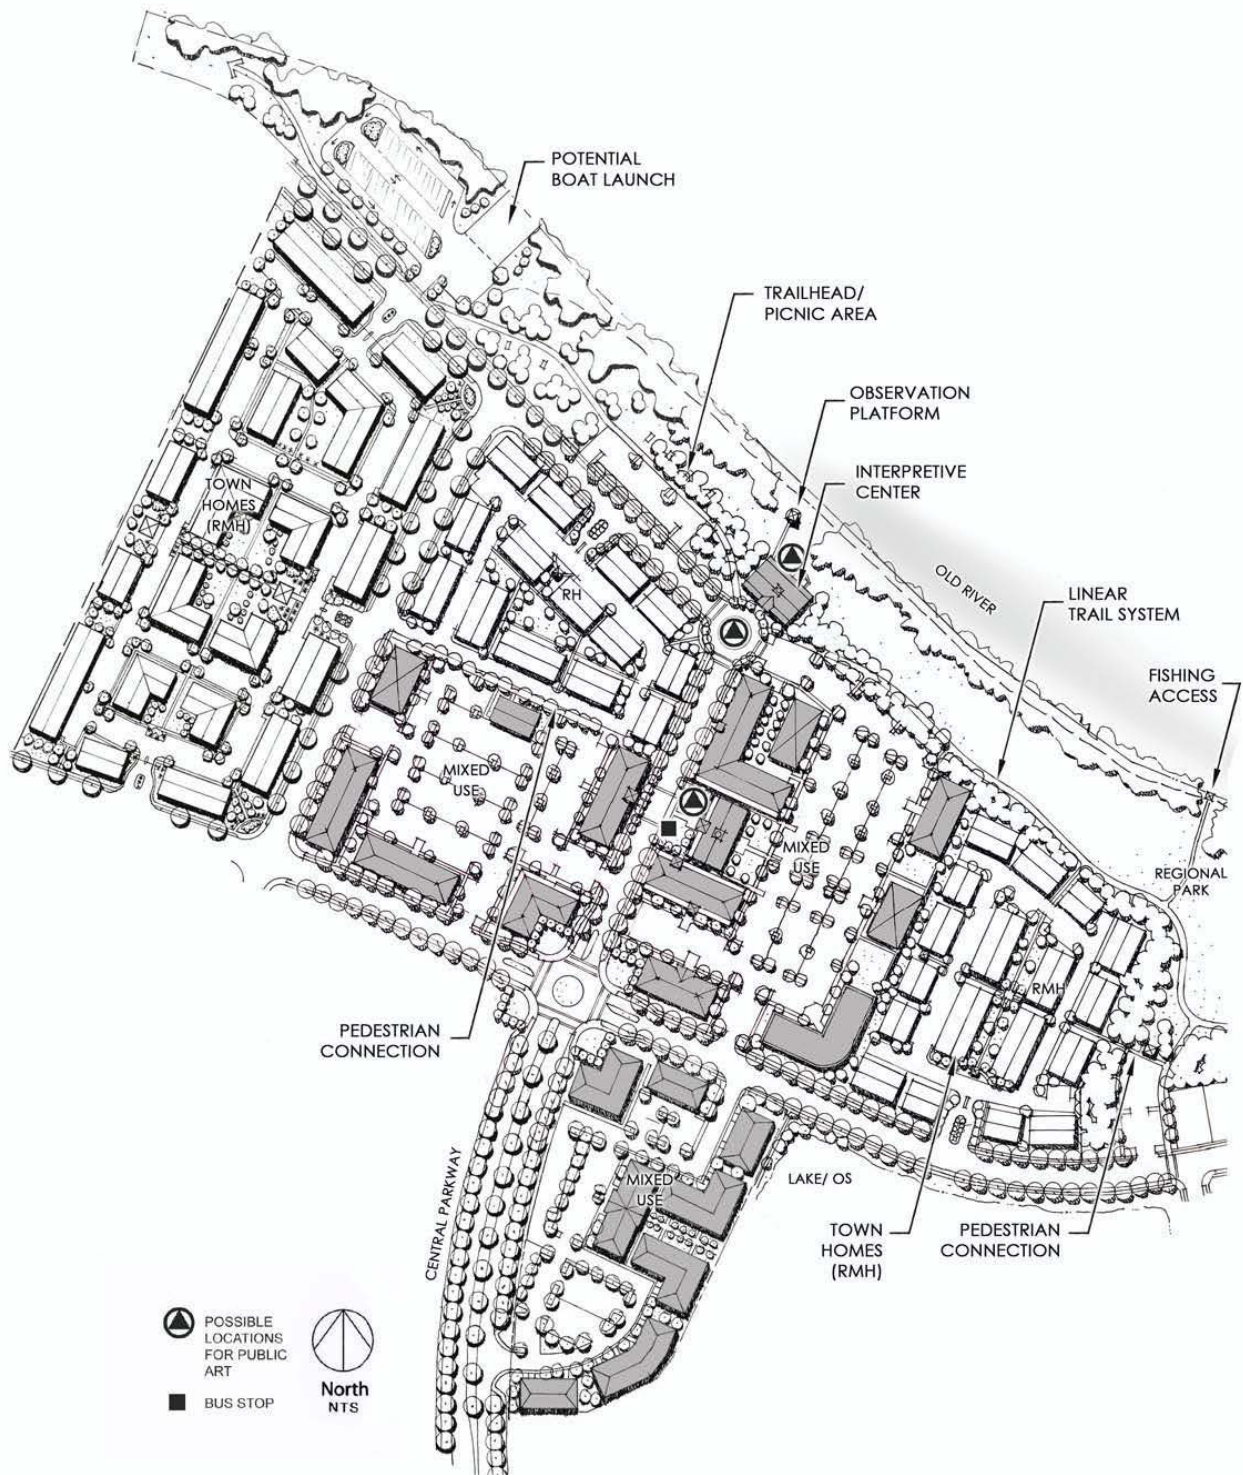 POTENTIAL
BOAT LAUNCH
TRAILHEAD/
PICNIC AREA
OBSERVATION
PLATFORM
INTERPRETIVE
CENTER
OLD RIVER
LINEAR
TRAIL SYSTEM
FISHING
ACCESS
TOWN
HOMES
(RMH)
RH
MIXED
USE
MIXED
USE
REGIONAL
PARK
RMH
PEDESTRIAN
CONNECTION
MIXED
USE
LAKE/ OS
CENTRAL PARKWAY
TOWN
HOMES
(RMH)
PEDESTRIAN
CONNECTION
POSSIBLE
LOCATIONS
FOR PUBLIC
ART
BUS STOP
North
NTS